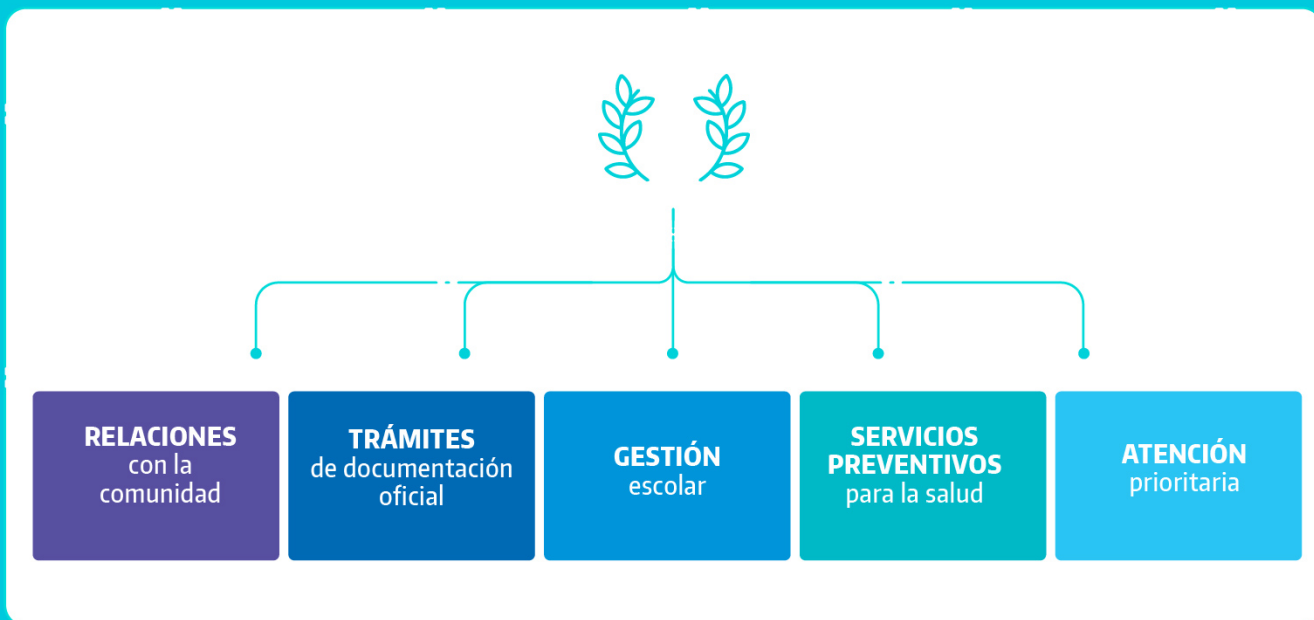 RELACIONES
con la
comunidad
TRÁMITES
de documentación
oficial
GESTIÓN
escolar
SERVICIOS
PREVENTIVOS
para la salud
ATENCIÓN
prioritaria